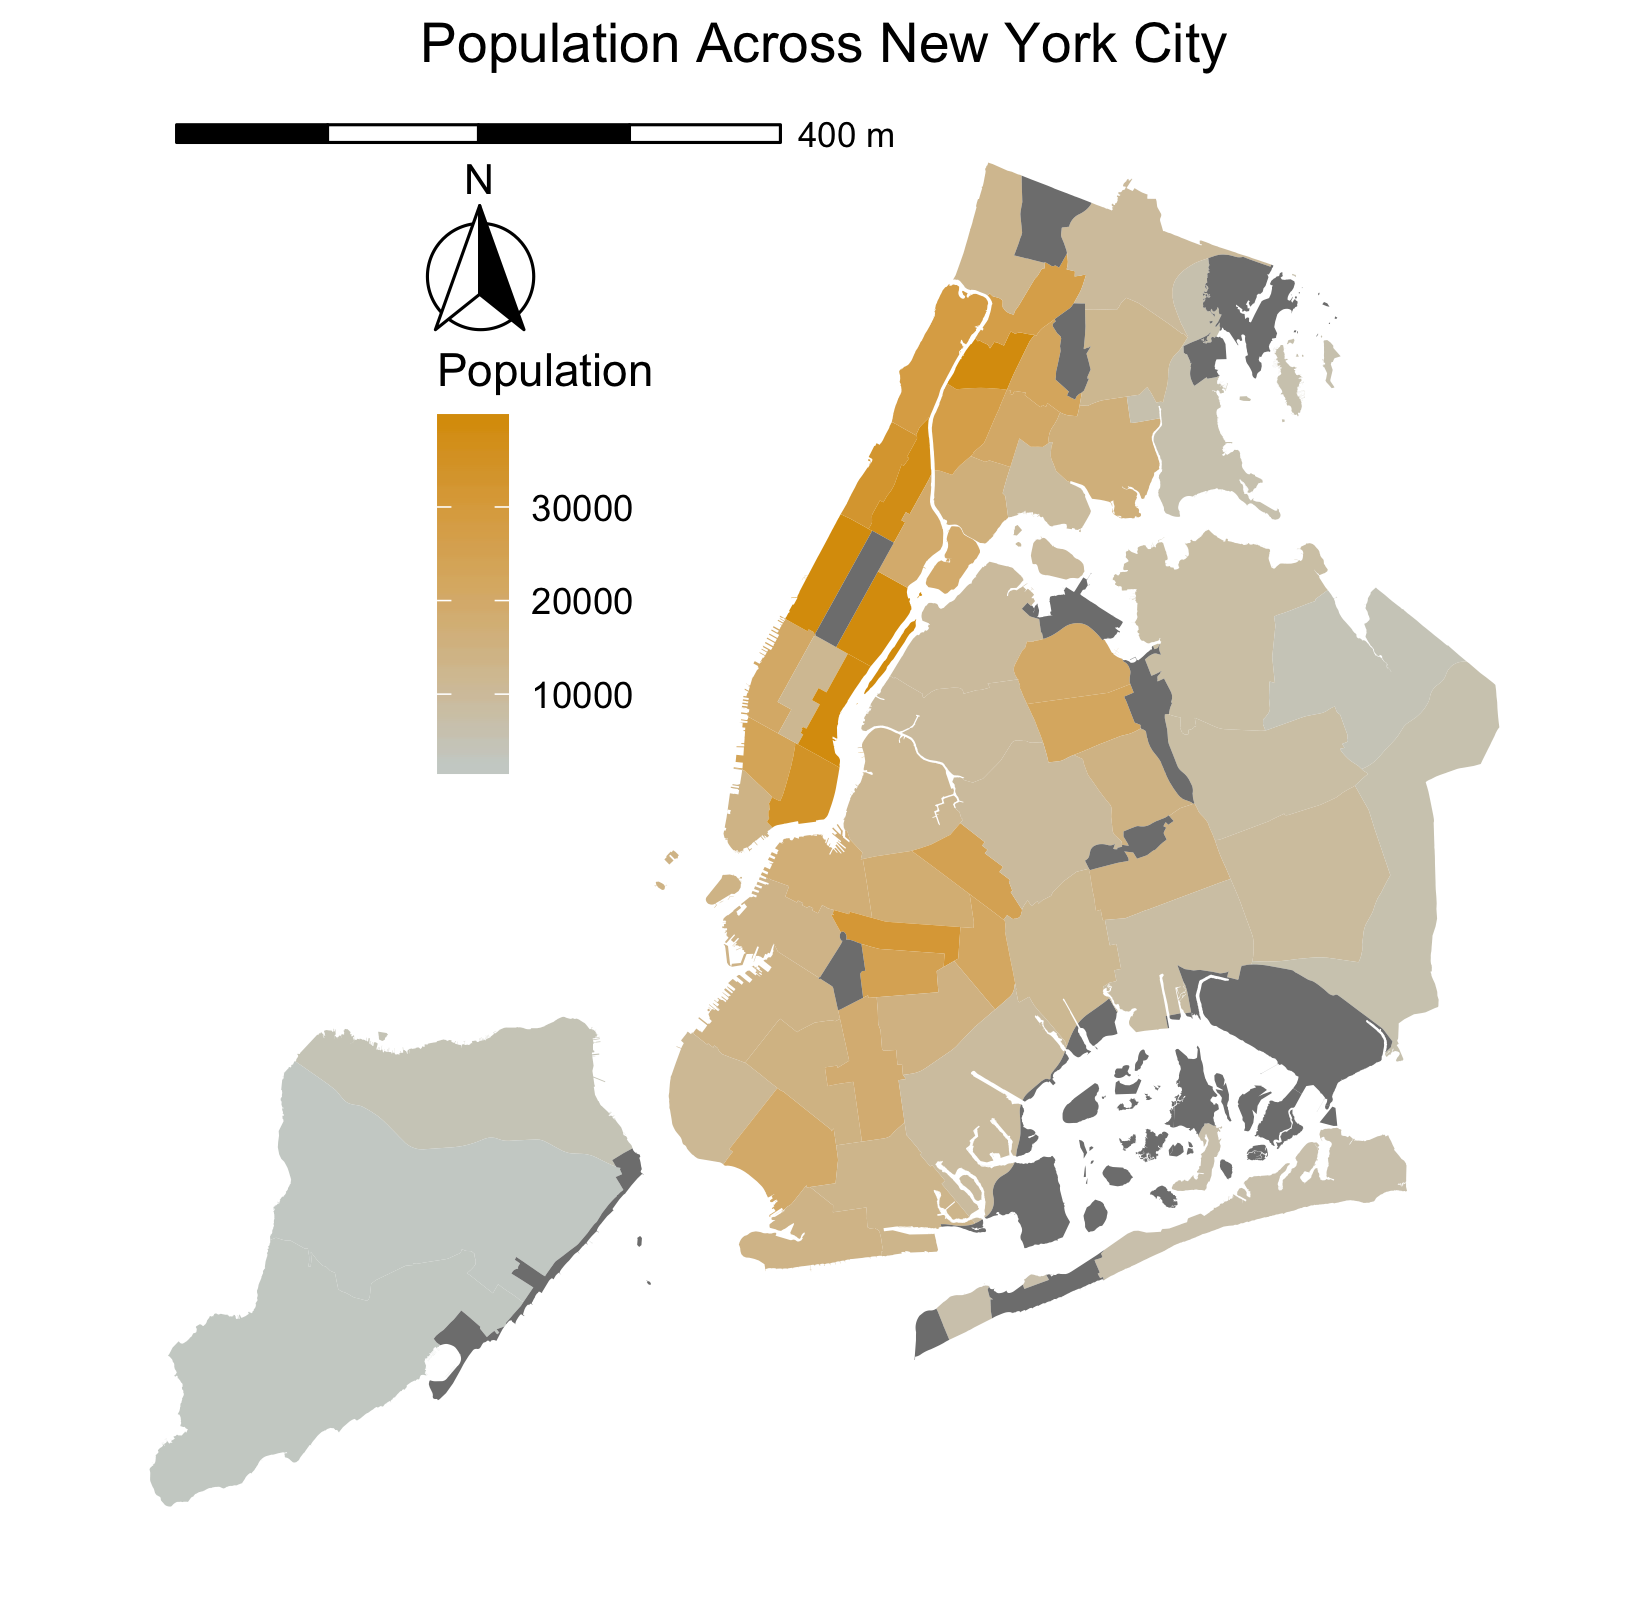 Population Across New York City
400 m
N
Population
30000
20000
10000